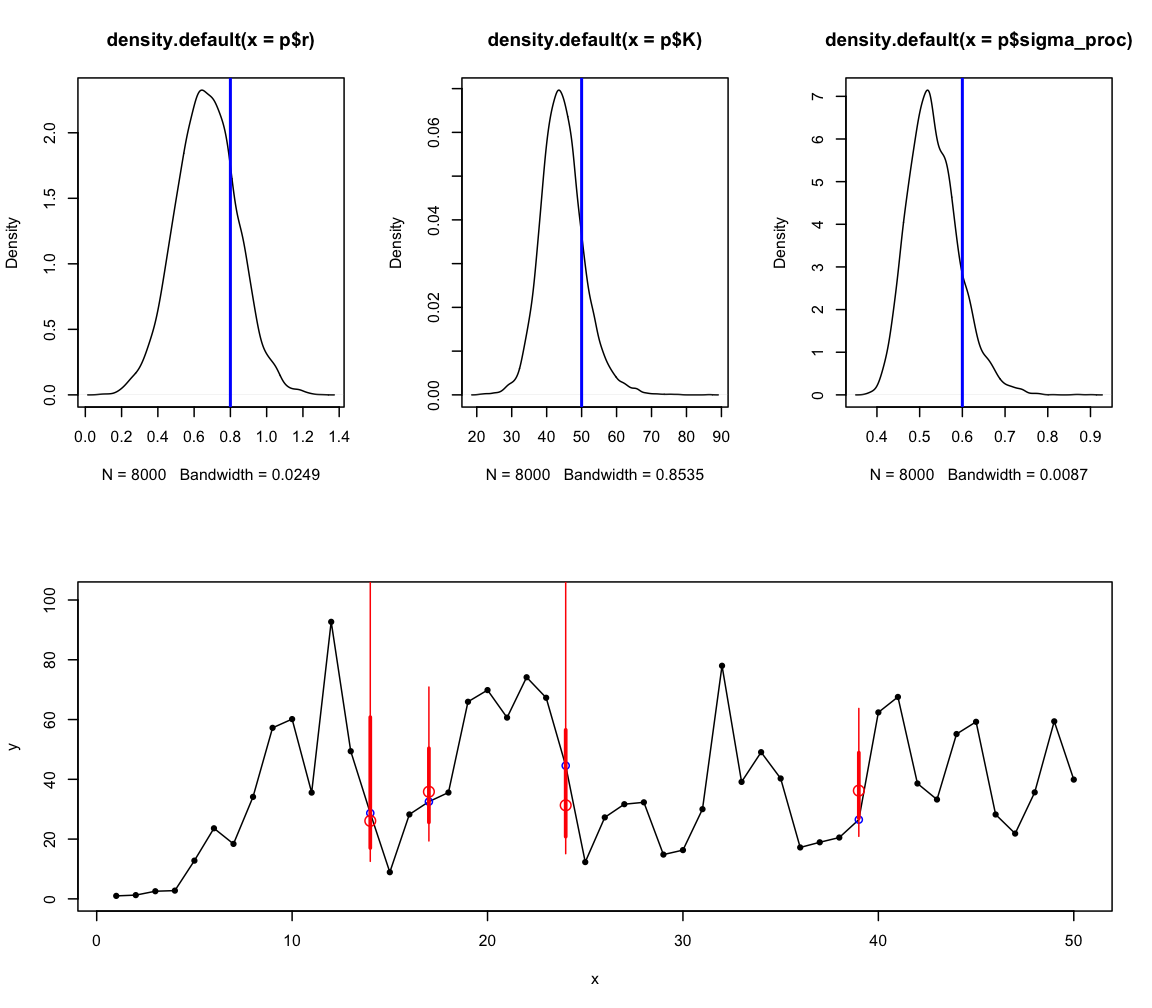 density.default(x = p$r)
Density
0.0 0.5 1.0 1.5 2.0
0.0 0.2 0.4 0.6 0.8 1.0 1.2 1.4
N = 8000 Bandwidth = 0.0249
density.default(x = p$K)
Density
0.00 0.02 0.04 0.06
20 30 40 50 60 70 80 90
N = 8000 Bandwidth = 0.8535
density.default(x = p$sigma_proc)
Density
0 1 2 3 4 5 6 7
0.4 0.5 0.6 0.7 0.8 0.9
N = 8000 Bandwidth = 0.0087
y
0 20 40 60 80 100
0 10 20 30 40 50
x